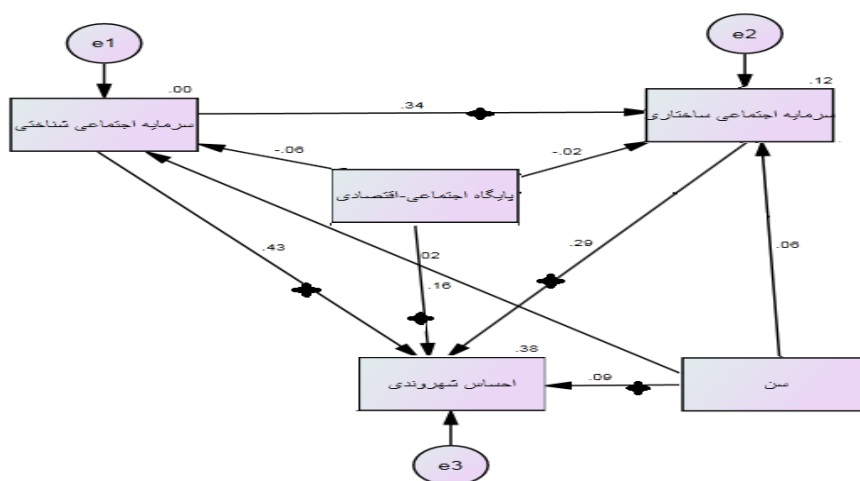 e1
e2
.00
.12
.34
سرمایه اجتماعی شناختی
سرمایه اجتماعی ساختاری
-.06
-.02
پایگاه اجتماعی-اقتصادی
.43
.02
.29
.06
.16
.38
احساس شهروندی
.09
سن
e3